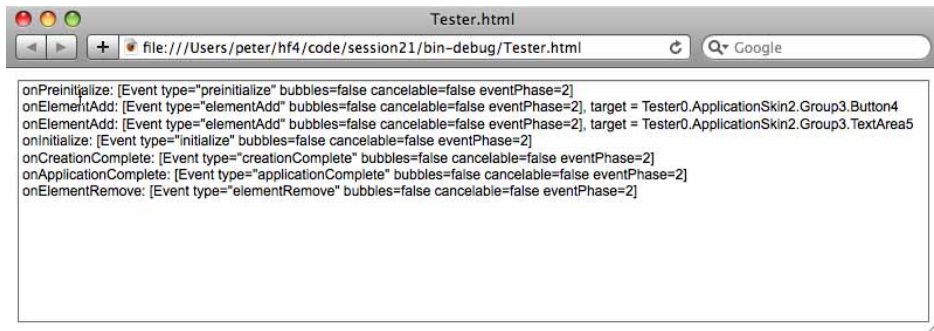 Tester.html
file:///Users/peter/hf4/code/session21/bin-debug/Tester.html
Google
onPreinitialize: [Event type="preinitialize" bubbles=false cancelable=false eventPhase=2]
onElementAdd: [Event type="elementAdd" bubbles=false cancelable=false eventPhase=2], target = Tester0.ApplicationSkin2.Group3.Button4
onElementAdd: [Event type="elementAdd" bubbles=false cancelable=false eventPhase=2], target = Tester0.ApplicationSkin2.Group3.TextArea5
onInitialize: [Event type="initialize" bubbles=false cancelable=false eventPhase=2]
onCreationComplete: [Event type="creationComplete" bubbles=false cancelable=false eventPhase=2]
onApplicationComplete: [Event type="applicationComplete" bubbles=false cancelable=false eventPhase=2]
onElementRemove: [Event type="elementRemove" bubbles=false cancelable=false eventPhase=2]